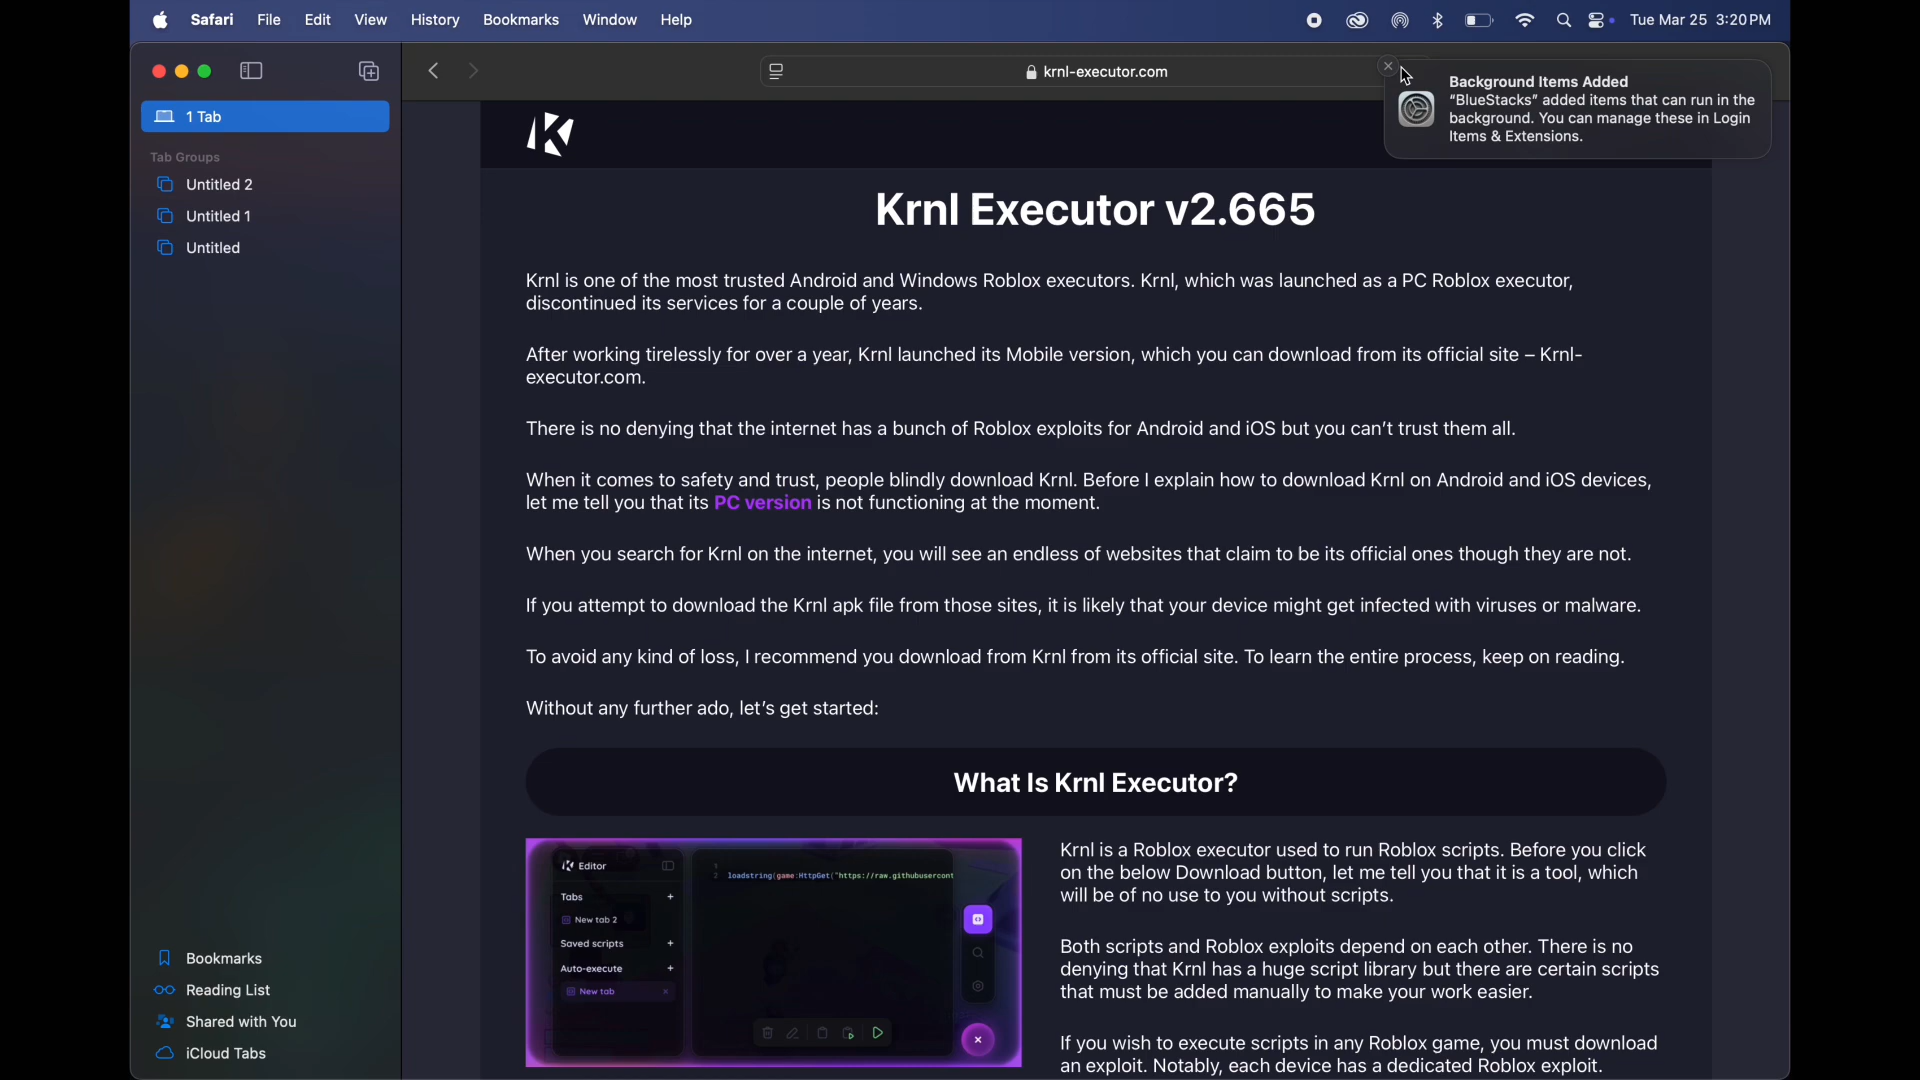 Safari File Edit View History Bookmarks Window Help Tue Mar 25 3:20 PM
1 Tab
Tab Groups
Untitled 2
Untitled 1
Untitled
Bookmarks
Reading List
Shared with You
iCloud Tabs
krnl-executor.com
Background Items Added
“BlueStacks” added items that can run in the
background. You can manage these in Login
Items & Extensions.
Krnl Executor v2.665
Krnl is one of the most trusted Android and Windows Roblox executors. Krnl, which was launched as a PC Roblox executor,
discontinued its services for a couple of years.
After working tirelessly for over a year, Krnl launched its Mobile version, which you can download from its official site – Krnl-
executor.com.
There is no denying that the internet has a bunch of Roblox exploits for Android and iOS but you can’t trust them all.
When it comes to safety and trust, people blindly download Krnl. Before I explain how to download Krnl on Android and iOS devices,
let me tell you that its PC version is not functioning at the moment.
When you search for Krnl on the internet, you will see an endless of websites that claim to be its official ones though they are not.
If you attempt to download the Krnl apk file from those sites, it is likely that your device might get infected with viruses or malware.
To avoid any kind of loss, I recommend you download from Krnl from its official site. To learn the entire process, keep on reading.
Without any further ado, let’s get started:
What Is Krnl Executor?
Editor
Tabs
New tab 2
Saved scripts
Auto-execute
New tab
1
2 loadstring(game:HttpGet("https://raw.githubusercont
Krnl is a Roblox executor used to run Roblox scripts. Before you click
on the below Download button, let me tell you that it is a tool, which
will be of no use to you without scripts.
Both scripts and Roblox exploits depend on each other. There is no
denying that Krnl has a huge script library but there are certain scripts
that must be added manually to make your work easier.
If you wish to execute scripts in any Roblox game, you must download
an exploit. Notably, each device has a dedicated Roblox exploit.